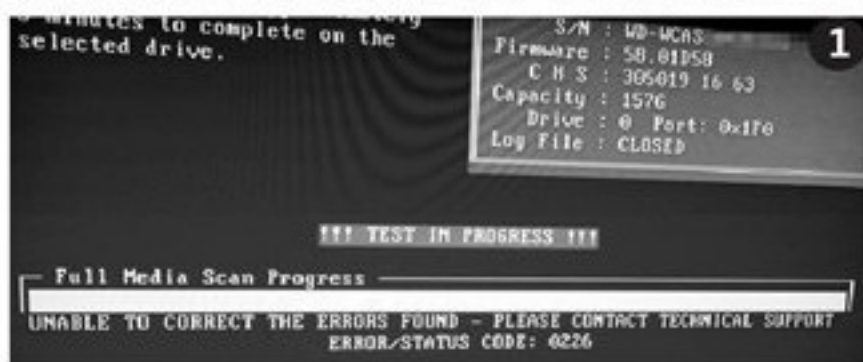 minutes to complete on the
selected drive.
S/N : WD-WCAS
Firmware : 58.01D58
C H S : 305019 16 63
Capacity : 157G
Drive : 0 Port: 0x1F0
Log File : CLOSED
1
!!! TEST IN PROGRESS !!!
Full Media Scan Progress
UNABLE TO CORRECT THE ERRORS FOUND - PLEASE CONTACT TECHNICAL SUPPORT
ERROR/STATUS CODE: 0226